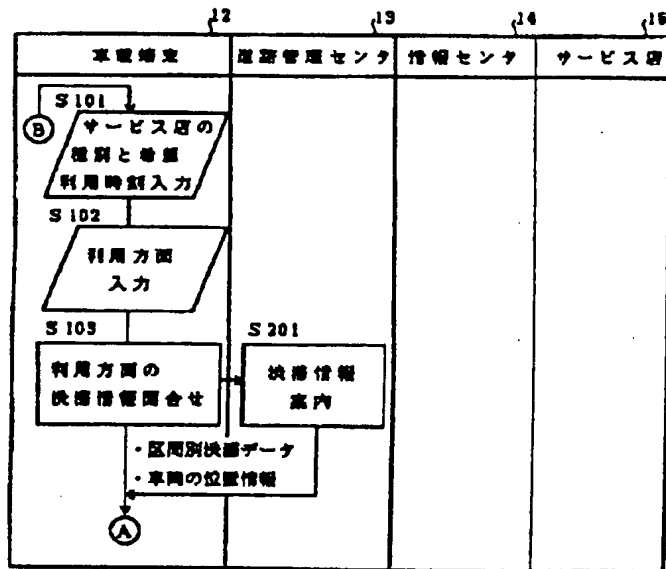 12 13 14 15
車載端末 道路管理センタ 情報センタ サービス店
S101
B
サービス店の
種別と希望
利用時刻入力
S102
利用方面
入力
S103 S201
利用方面の
渋滞情報問合せ
渋滞情報
案内
・区間別渋滞データ
・車両の位置情報
A